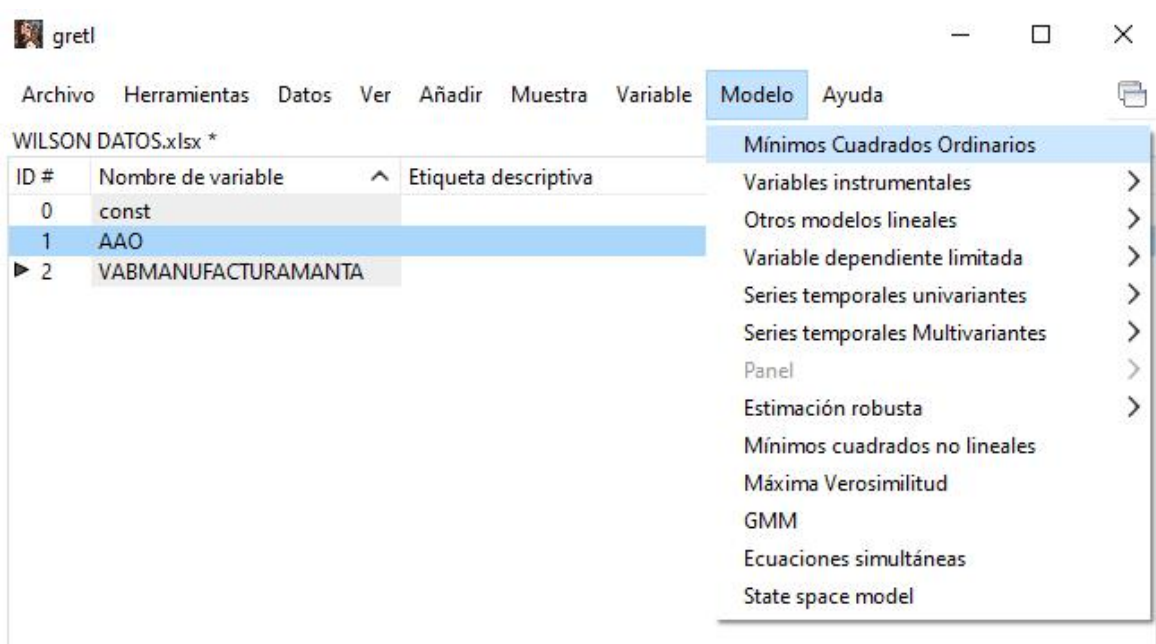 gretl
Archivo Herramientas Datos Ver Añadir Muestra Variable Modelo Ayuda
WILSON DATOS.xlsx *
ID # Nombre de variable Etiqueta descriptiva
0 const
1 AAO
2 VABMANUFACTURAMANTA
Mínimos Cuadrados Ordinarios
Variables instrumentales
Otros modelos lineales
Variable dependiente limitada
Series temporales univariantes
Series temporales Multivariantes
Panel
Estimación robusta
Mínimos cuadrados no lineales
Máxima Verosimilitud
GMM
Ecuaciones simultáneas
State space model